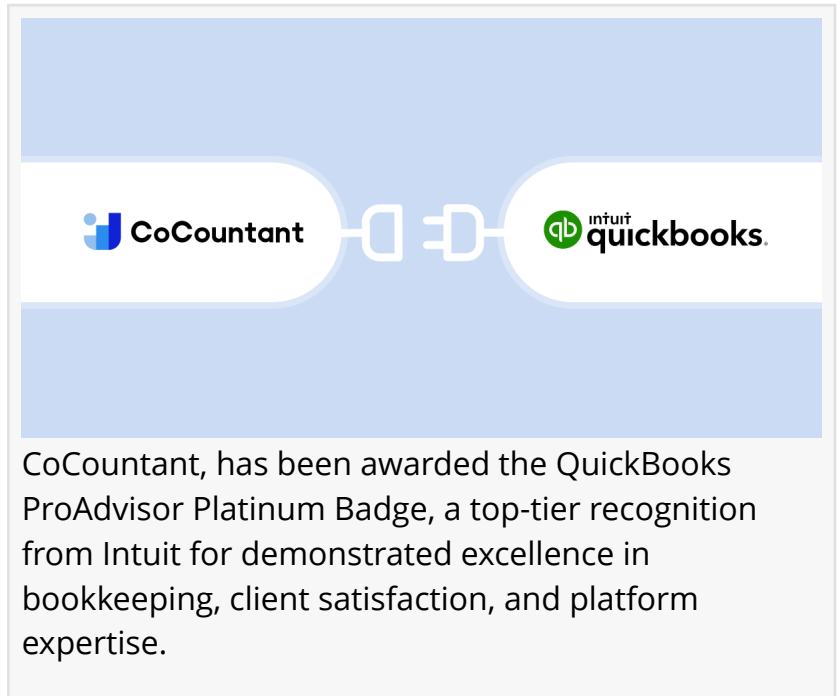 CoCountant
qb
intuit
quickbooks.
CoCountant, has been awarded the QuickBooks
ProAdvisor Platinum Badge, a top-tier recognition
from Intuit for demonstrated excellence in
bookkeeping, client satisfaction, and platform
expertise.